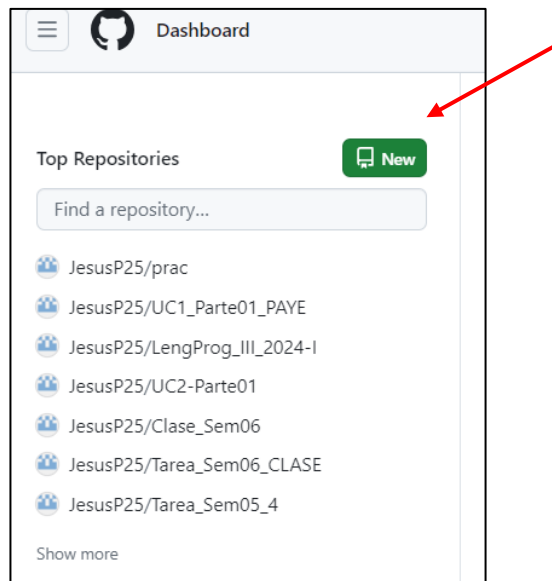 Dashboard
Top Repositories
New
Find a repository...
JesusP25/prac
JesusP25/UC1_Parte01_PAYE
JesusP25/LengProg_III_2024-I
JesusP25/UC2-Parte01
JesusP25/Clase_Sem06
JesusP25/Tarea_Sem06_CLASE
JesusP25/Tarea_Sem05_4
Show more